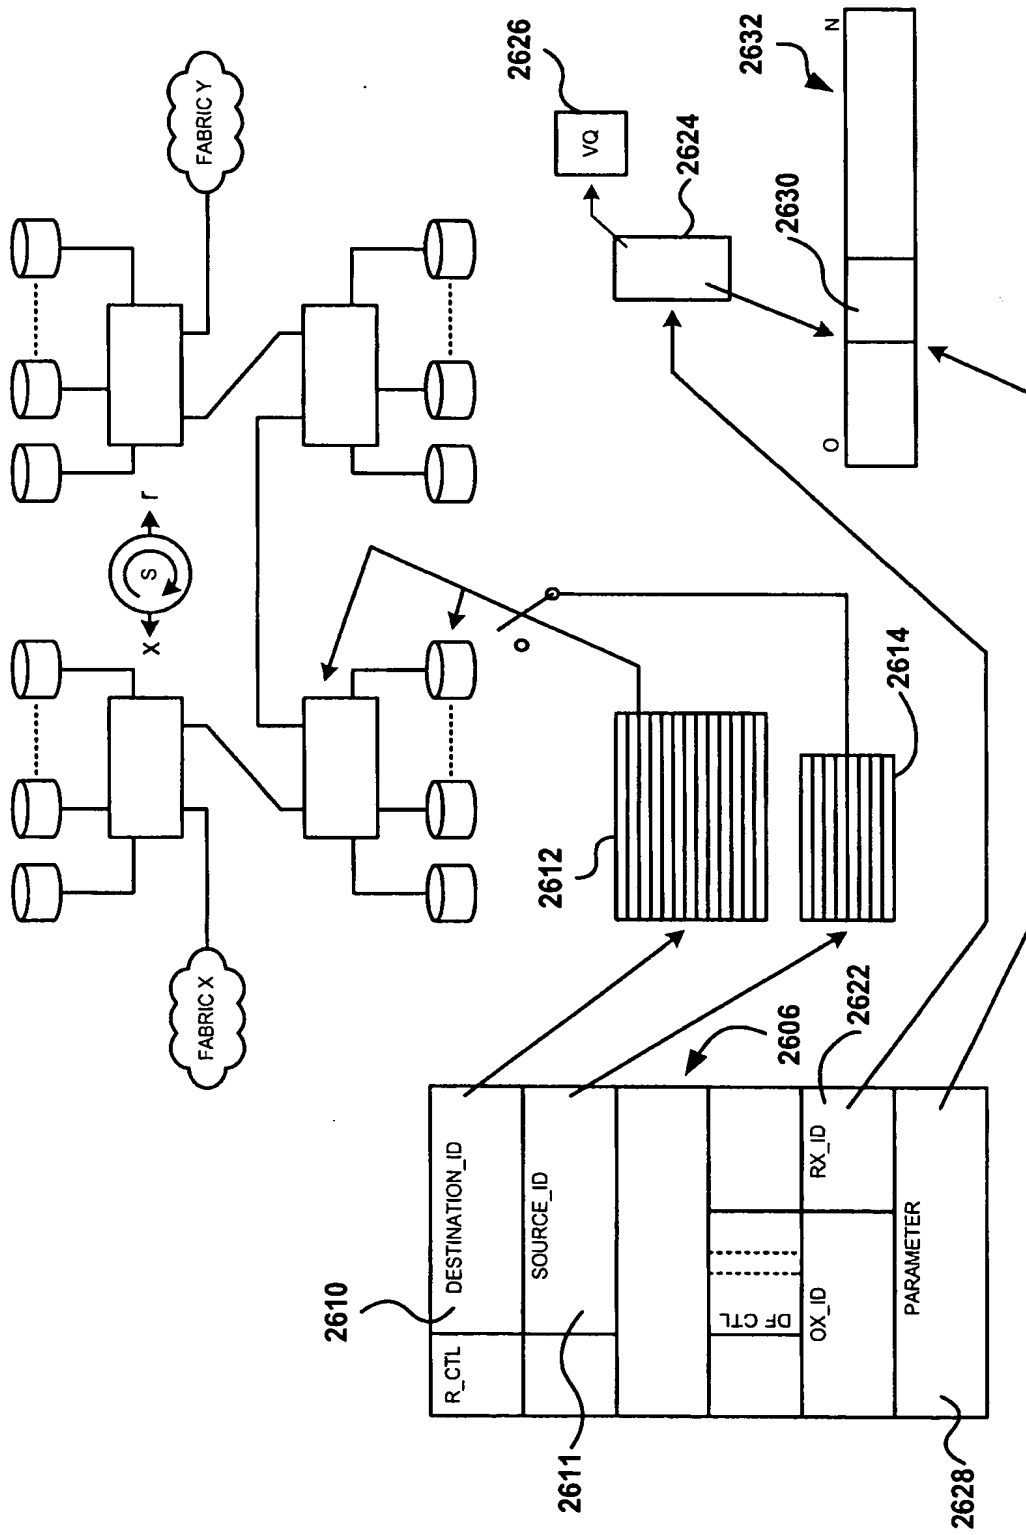 FABRIC X
FABRIC Y
X
S
r
2610
R_CTL
DESTINATION_ID
2611
SOURCE_ID
2606
DF CTL
OX_ID
RX_ID
2622
2628
PARAMETER
2612
2614
2626
VQ
2624
2630
2632
O
N